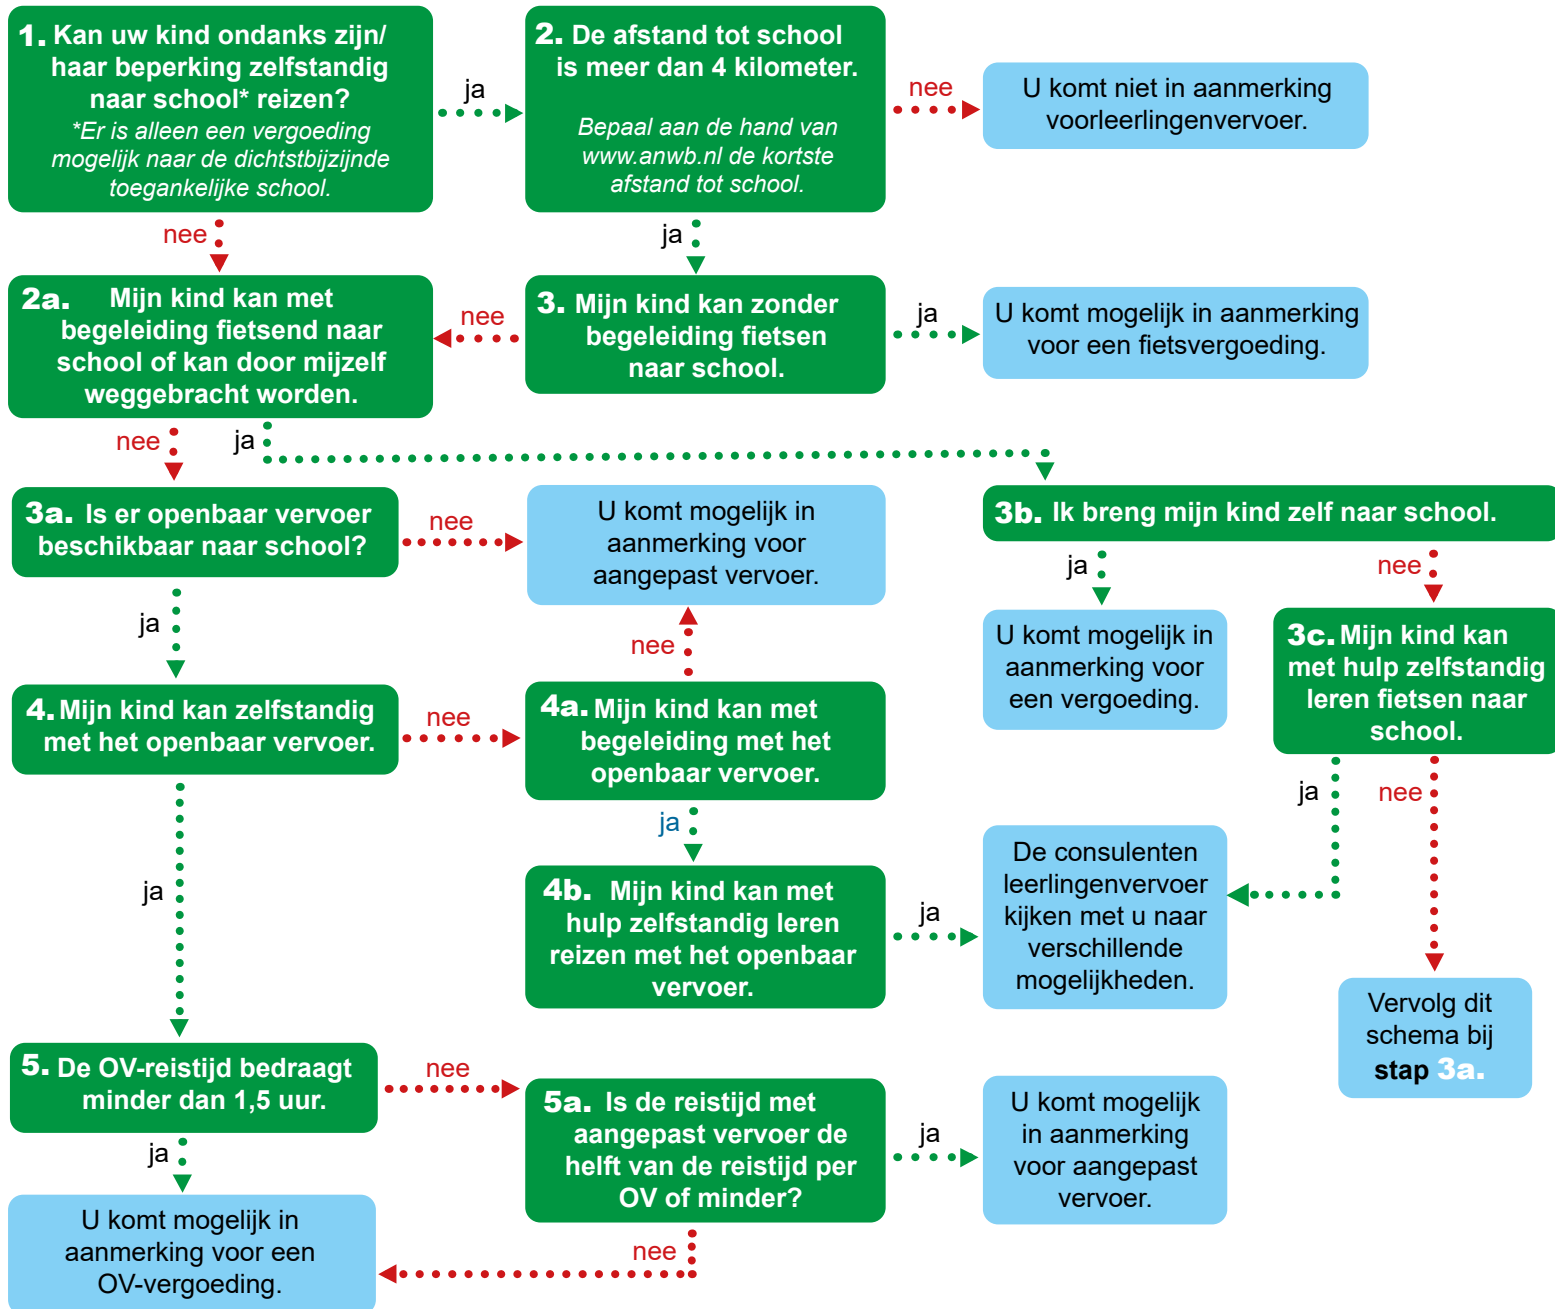 1. Kan uw kind ondanks zijn/
haar beperking zelfstandig
naar school* reizen?
*Er is alleen een vergoeding
mogelijk naar de dichtstbijzijnde
toegankelijke school.
ja
2. De afstand tot school
is meer dan 4 kilometer.
Bepaal aan de hand van
www.anwb.nl de kortste
afstand tot school.
nee
U komt niet in aanmerking
voorleerlingenvervoer.
nee
ja
2a. Mijn kind kan met
begeleiding fietsend naar
school of kan door mijzelf
weggebracht worden.
nee
3. Mijn kind kan zonder
begeleiding fietsen
naar school.
ja
U komt mogelijk in aanmerking
voor een fietsvergoeding.
nee
ja
3a. Is er openbaar vervoer
beschikbaar naar school?
nee
U komt mogelijk in
aanmerking voor
aangepast vervoer.
3b. Ik breng mijn kind zelf naar school.
ja
nee
ja
nee
U komt mogelijk in
aanmerking voor
een vergoeding.
3c. Mijn kind kan
met hulp zelfstandig
leren fietsen naar
school.
4. Mijn kind kan zelfstandig
met het openbaar vervoer.
nee
4a. Mijn kind kan met
begeleiding met het
openbaar vervoer.
ja
nee
ja
ja
4b. Mijn kind kan met
hulp zelfstandig leren
reizen met het openbaar
vervoer.
ja
De consulenten
leerlingenvervoer
kijken met u naar
verschillende
mogelijkheden.
Vervolg dit
schema bij
stap 3a.
5. De OV-reistijd bedraagt
minder dan 1,5 uur.
nee
5a. Is de reistijd met
aangepast vervoer de
helft van de reistijd per
OV of minder?
ja
U komt mogelijk
in aanmerking
voor aangepast
vervoer.
ja
U komt mogelijk in
aanmerking voor een
OV-vergoeding.
nee